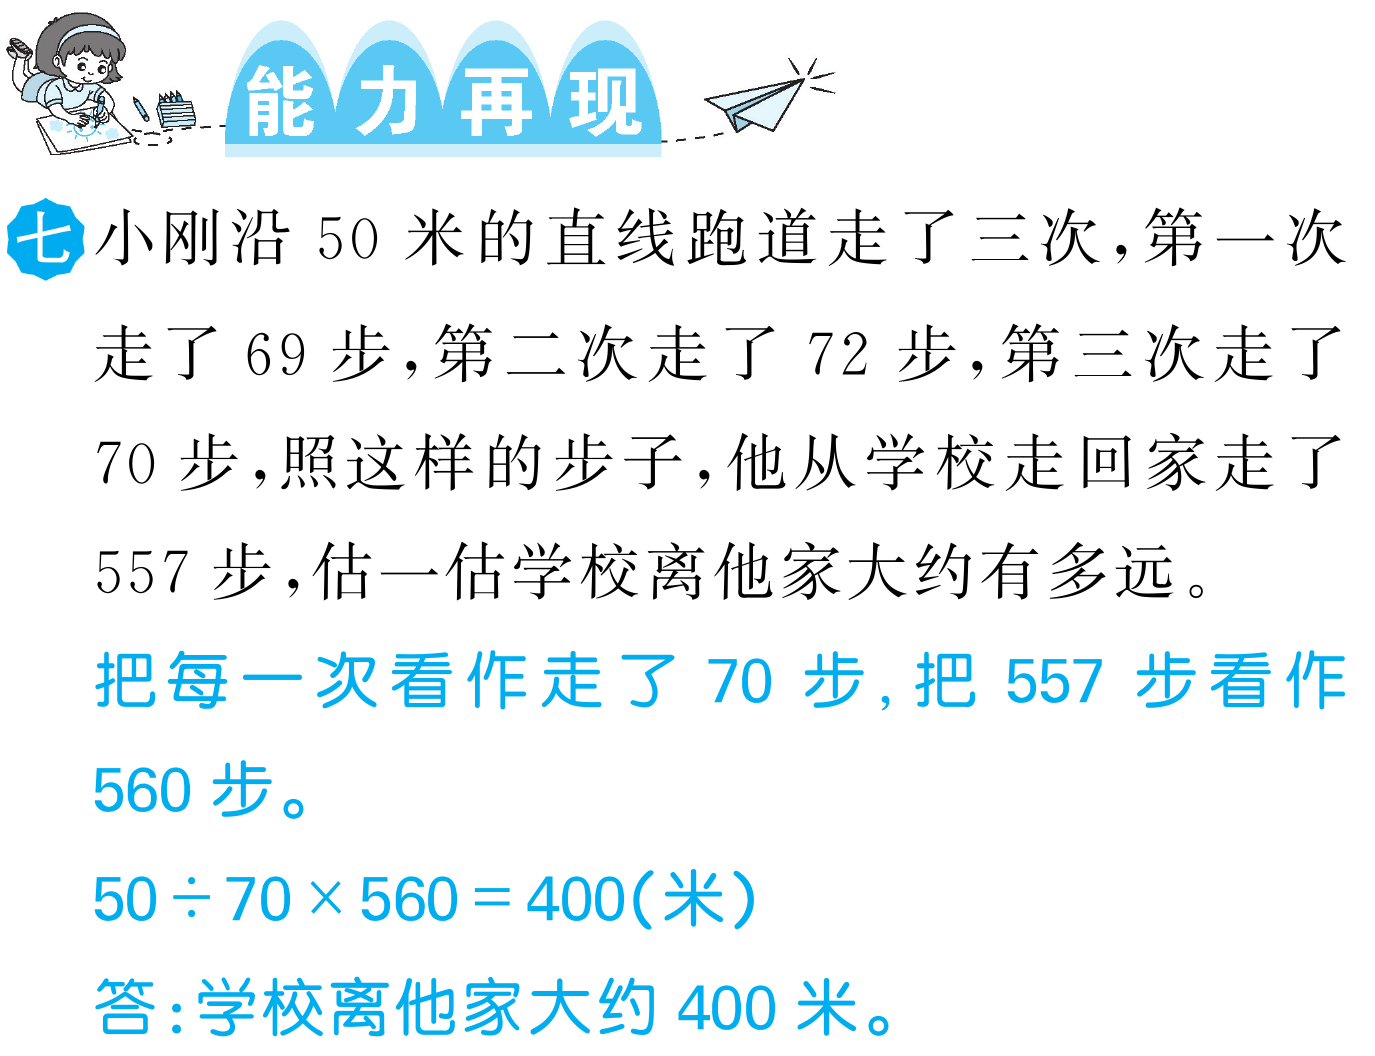 能力再现
七 小刚沿 50 米的直线跑道走了三次,第一次
走了 69 步,第二次走了 72 步,第三次走了
70 步,照这样的步子,他从学校走回家走了
557 步,估一估学校离他家大约有多远。
把每一次看作走了 70 步,把 557 步看作
560 步。
50÷70×560=400(米)
答:学校离他家大约 400 米。